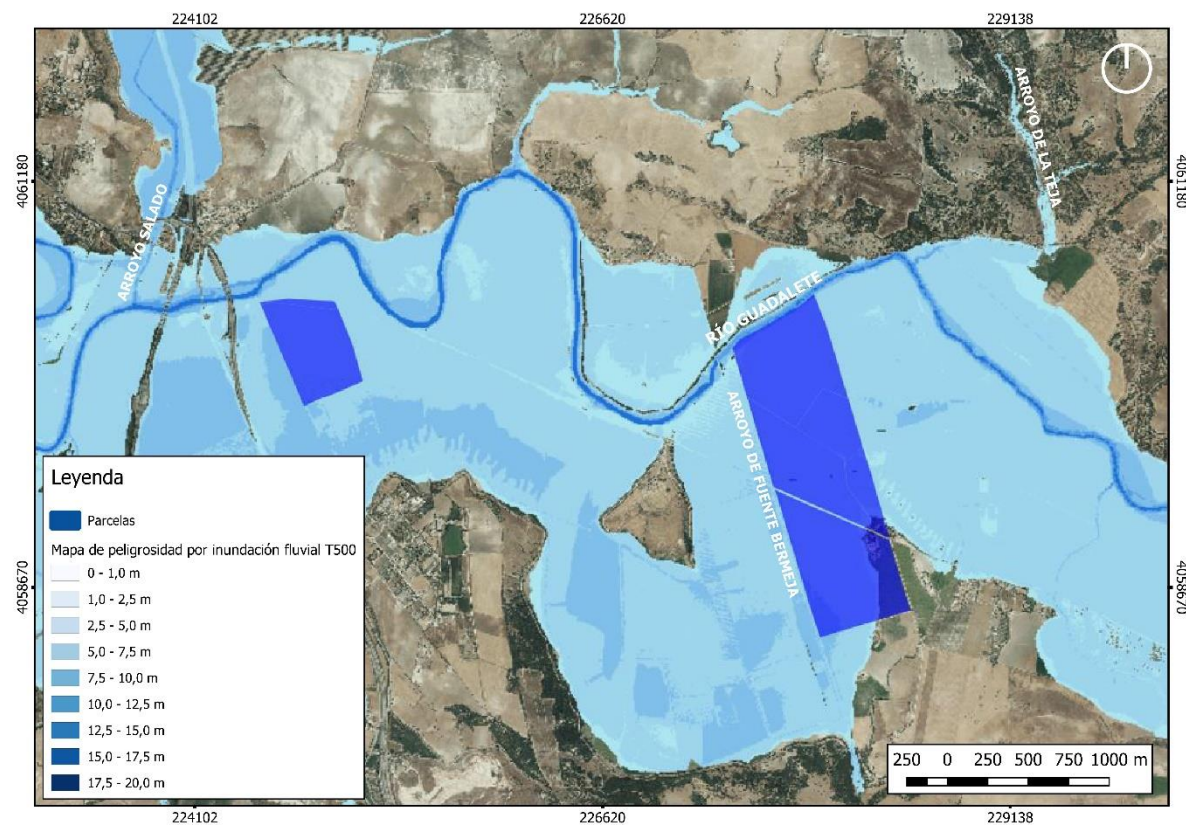 224102
226620
229138
4061180
4061180
ARROYO DE LA TEJA
ARROYO SALADO
RÍO GUADALETE
ARROYO DE FUENTE BERMEJA
Leyenda
Parcelas
Mapa de peligrosidad por inundación fluvial T500
0 - 1,0 m
1,0 - 2,5 m
2,5 - 5,0 m
5,0 - 7,5 m
7,5 - 10,0 m
10,0 - 12,5 m
12,5 - 15,0 m
15,0 - 17,5 m
17,5 - 20,0 m
4058670
4058670
250 0 250 500 750 1000 m
224102
226620
229138